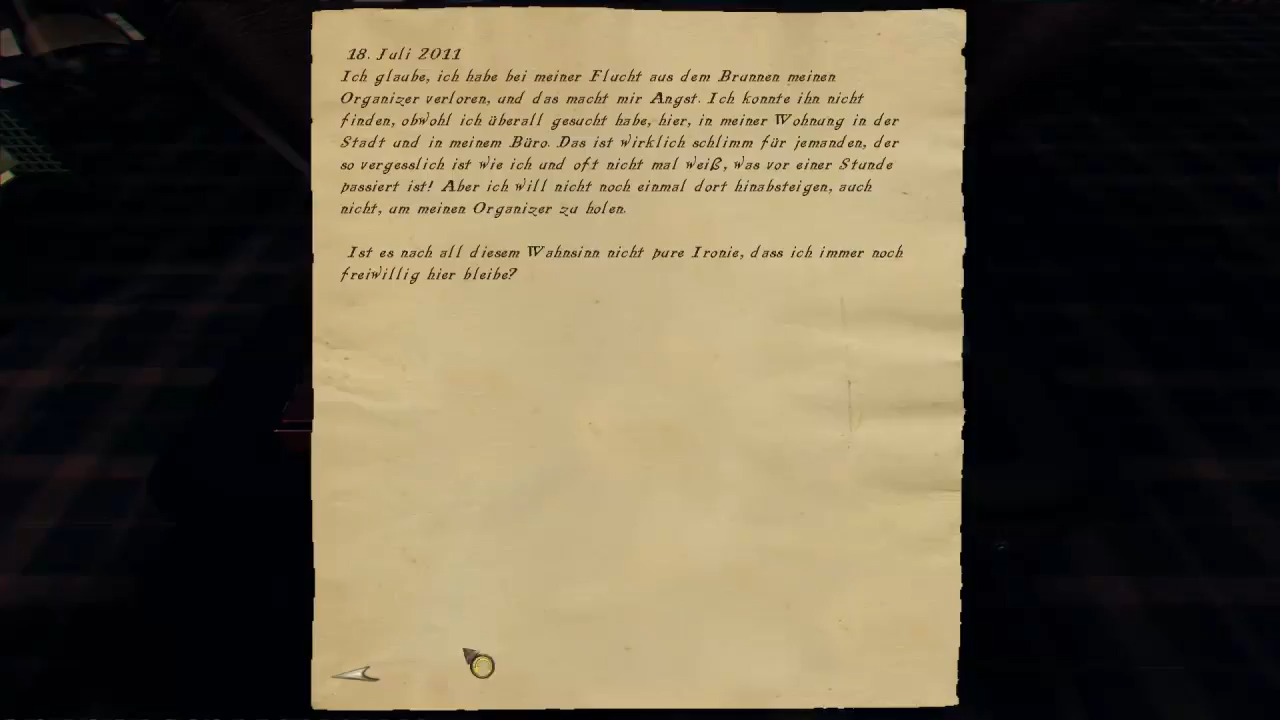 18. Juli 2011
Ich glaube, ich habe bei meiner Flucht aus dem Brunnen meinen
Organizer verloren, und das macht mir Angst. Ich konnte ihn nicht
finden, obwohl ich überall gesucht habe, hier, in meiner Wohnung in der
Stadt und in meinem Büro. Das ist wirklich schlimm für jemanden, der
so vergesslich ist wie ich und oft nicht mal weiß, was vor einer Stunde
passiert ist! Aber ich will nicht noch einmal dort hinabsteigen, auch
nicht, um meinen Organizer zu holen.
Ist es nach all diesem Wahnsinn nicht pure Ironie, dass ich immer noch
freiwillig hier bleibe?